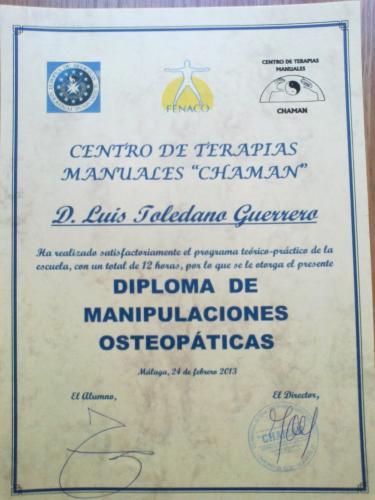 FENACO
CENTRO DE TERAPIAS
MANUALES
CHAMAN
CENTRO DE TERAPIAS
MANUALES "CHAMAN"
D. Luis Toledano Guerrero
Ha realizado satisfactoriamente el programa teórico-práctico de la
escuela, con un total de 12 horas, por lo que se le otorga el presente
DIPLOMA DE
MANIPULACIONES
OSTEOPÁTICAS
Málaga, 24 de febrero 2013
El Alumno,
El Director,